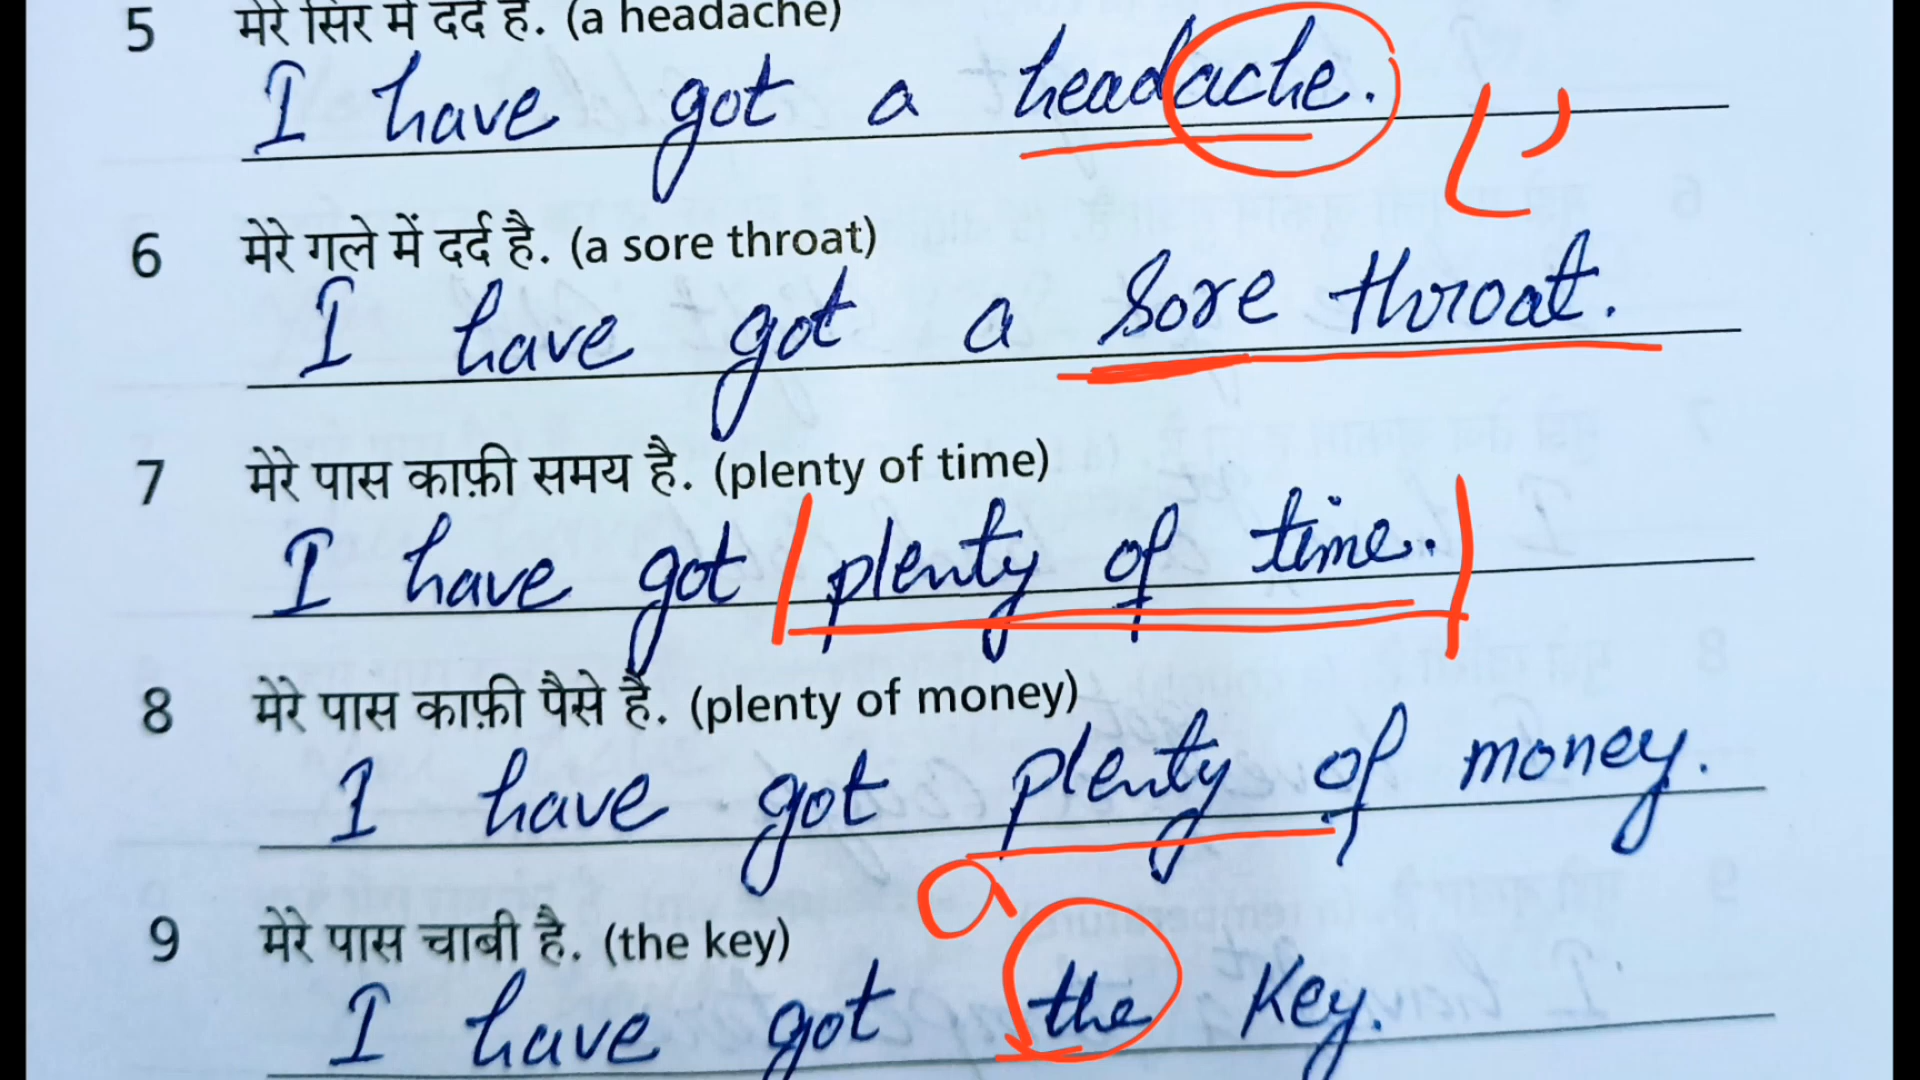 5 मेरे सिर में दर्द है. (a headache)
I have got a headache.
6 मेरे गले में दर्द है. (a sore throat)
I have got a sore throat.
7 मेरे पास काफ़ी समय है. (plenty of time)
I have got plenty of time.
8 मेरे पास काफ़ी पैसे है. (plenty of money)
I have got plenty of money.
a
9 मेरे पास चाबी है. (the key)
I have got the key.